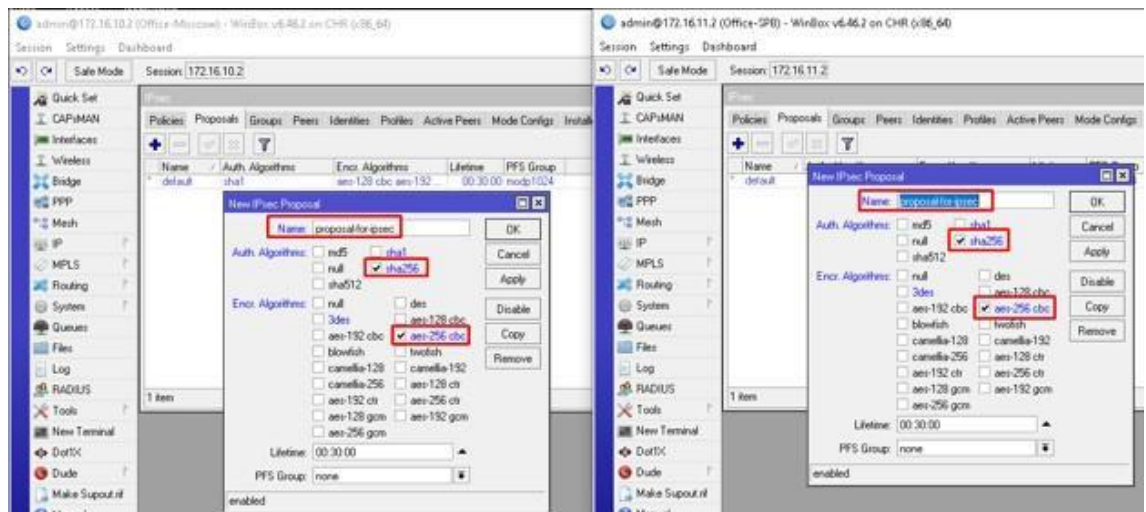 admin@172.16.10.2 (Office-Moscow) - WinBox v6.46.2 on CHR (x86_64)
Session Settings Dashboard
Safe Mode Session: 172.16.10.2
Quick Set
CAPsMAN
Interfaces
Wireless
Bridge
PPP
Mesh
IP
MPLS
Routing
System
Queues
Files
Log
RADIUS
Tools
New Terminal
Dot1X
Dude
Make Supout.rif
IPsec
Policies Proposals Groups Peers Identities Profiles Active Peers Mode Configs
Name / Auth. Algorithms Encr. Algorithms Lifetime PFS Group
* default sha1 aes-128 cbc aes-192 ... 00:30:00 modp1024
New IPsec Proposal
Name: proposal-for-ipsec OK
Auth. Algorithms: md5 sha1 Cancel
null sha256
sha512 Apply
Encr. Algorithms: null des Disable
3des aes-128 cbc
aes-192 cbc aes-256 cbc Copy
blowfish twofish Remove
camellia-128 camellia-192
camellia-256 aes-128 ctr
aes-192 ctr aes-256 ctr
aes-128 gcm aes-192 gcm
aes-256 gcm
Lifetime: 00:30:00
PFS Group: none
enabled
1 item
admin@172.16.11.2 (Office-SPB) - WinBox v6.46.2 on CHR (x86_64)
Session Settings Dashboard
Safe Mode Session: 172.16.11.2
Quick Set
CAPsMAN
Interfaces
Wireless
Bridge
PPP
Mesh
IP
MPLS
Routing
System
Queues
Files
Log
RADIUS
Tools
New Terminal
Dot1X
Dude
Make Supout.rif
Policies Proposals Groups Peers Identities Profiles Active Peers Mode Configs
Name /
* default
New IPsec Proposal
Name: proposal-for-ipsec OK
Auth. Algorithms: md5 sha1 Cancel
null sha256
sha512 Apply
Encr. Algorithms: null des Disable
3des aes-128 cbc
aes-192 cbc aes-256 cbc Copy
blowfish twofish Remove
camellia-128 camellia-192
camellia-256 aes-128 ctr
aes-192 ctr aes-256 ctr
aes-128 gcm aes-192 gcm
aes-256 gcm
Lifetime: 00:30:00
PFS Group: none
enabled
1 item